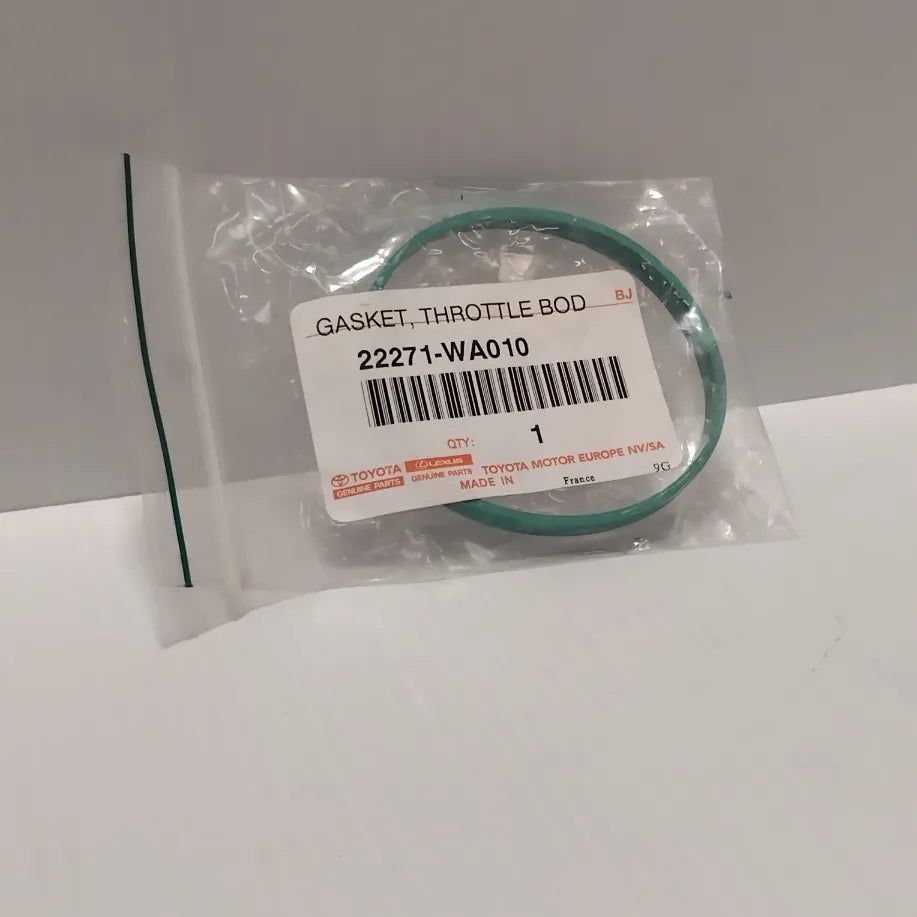 BJ
GASKET, THROTTLE BOD
22271-WA010
QTY: 1
TOYOTA
GENUINE PARTS
LEXUS
GENUINE PARTS
TOYOTA MOTOR EUROPE NV/SA
MADE IN France 9G